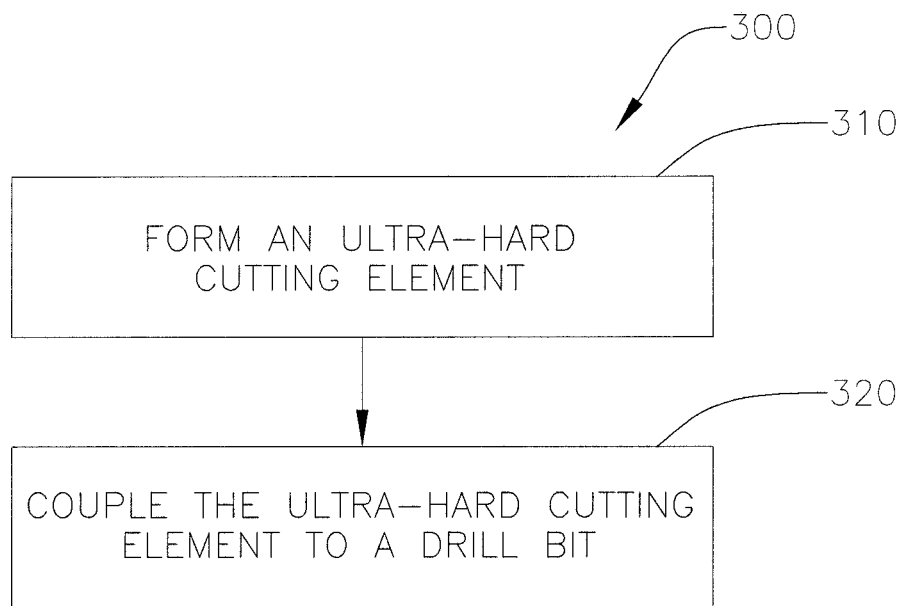 300
310
FORM AN ULTRA-HARD
CUTTING ELEMENT
320
COUPLE THE ULTRA-HARD CUTTING
ELEMENT TO A DRILL BIT